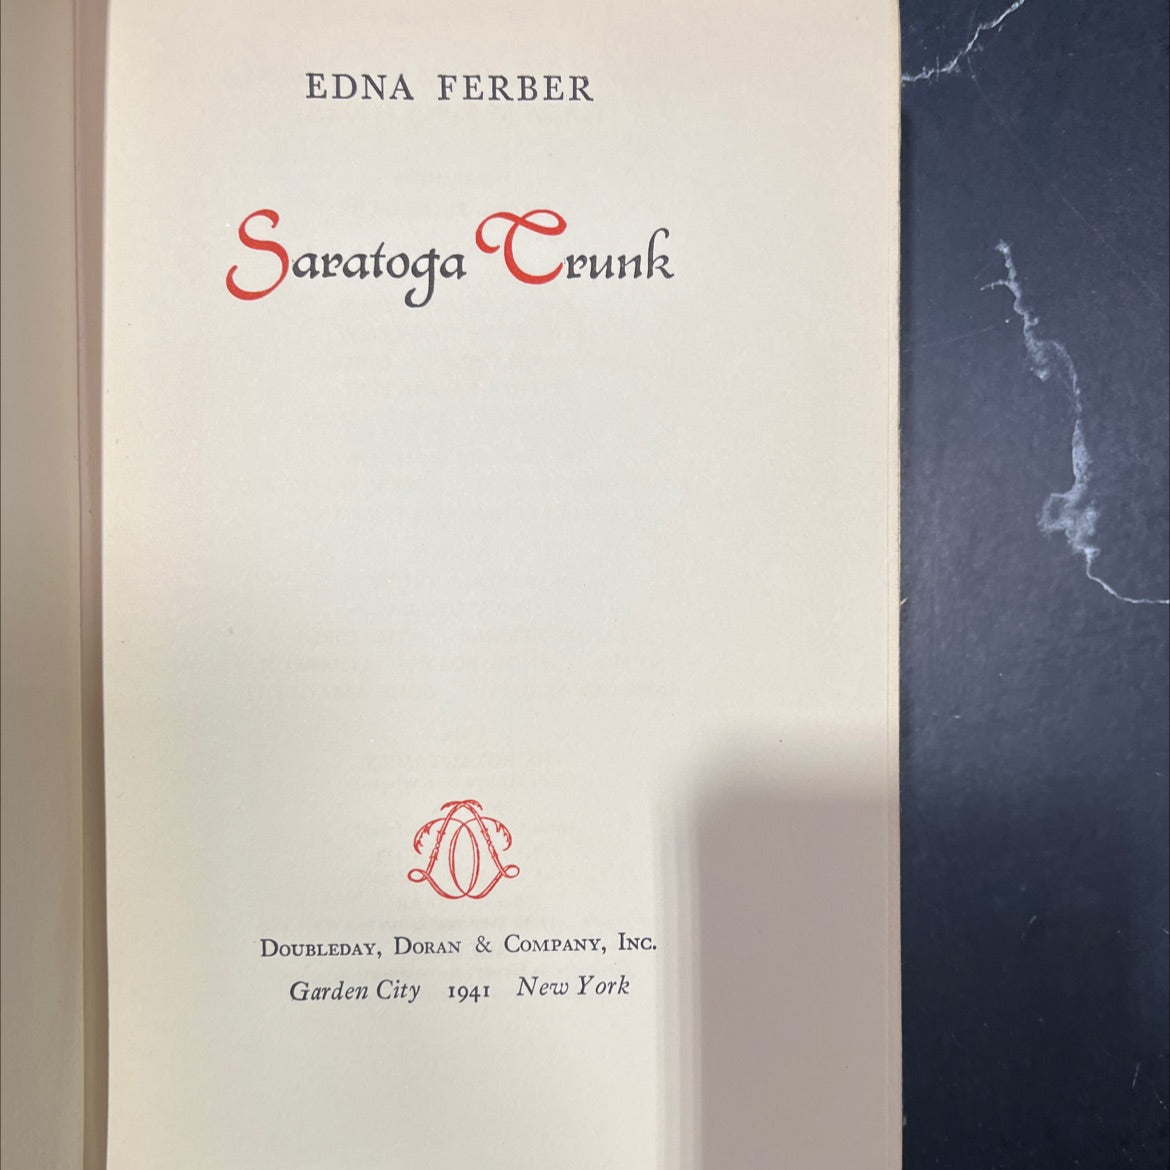 EDNA FERBER
Saratoga Trunk
Doubleday, Doran & Company, Inc.
Garden City 1941 New York